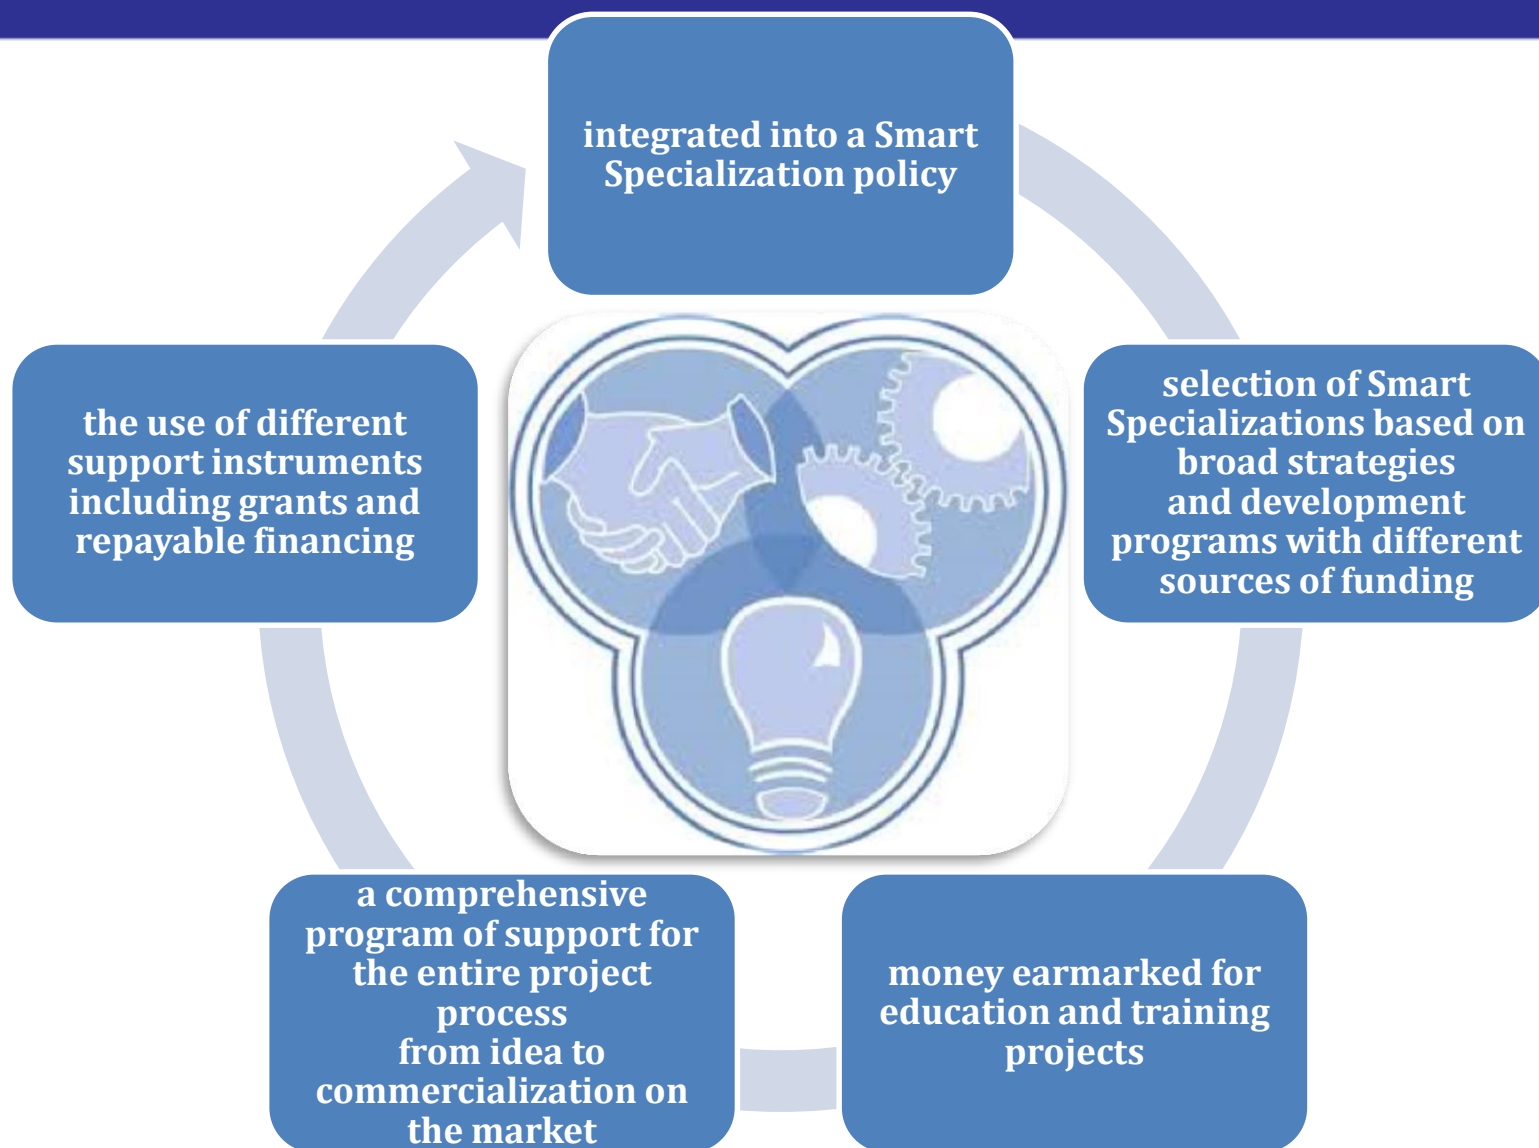 integrated into a Smart
Specialization policy
selection of Smart
Specializations based on
broad strategies
and development
programs with different
sources of funding
money earmarked for
education and training
projects
a comprehensive
program of support for
the entire project
process
from idea to
commercialization on
the market
the use of different
support instruments
including grants and
repayable financing